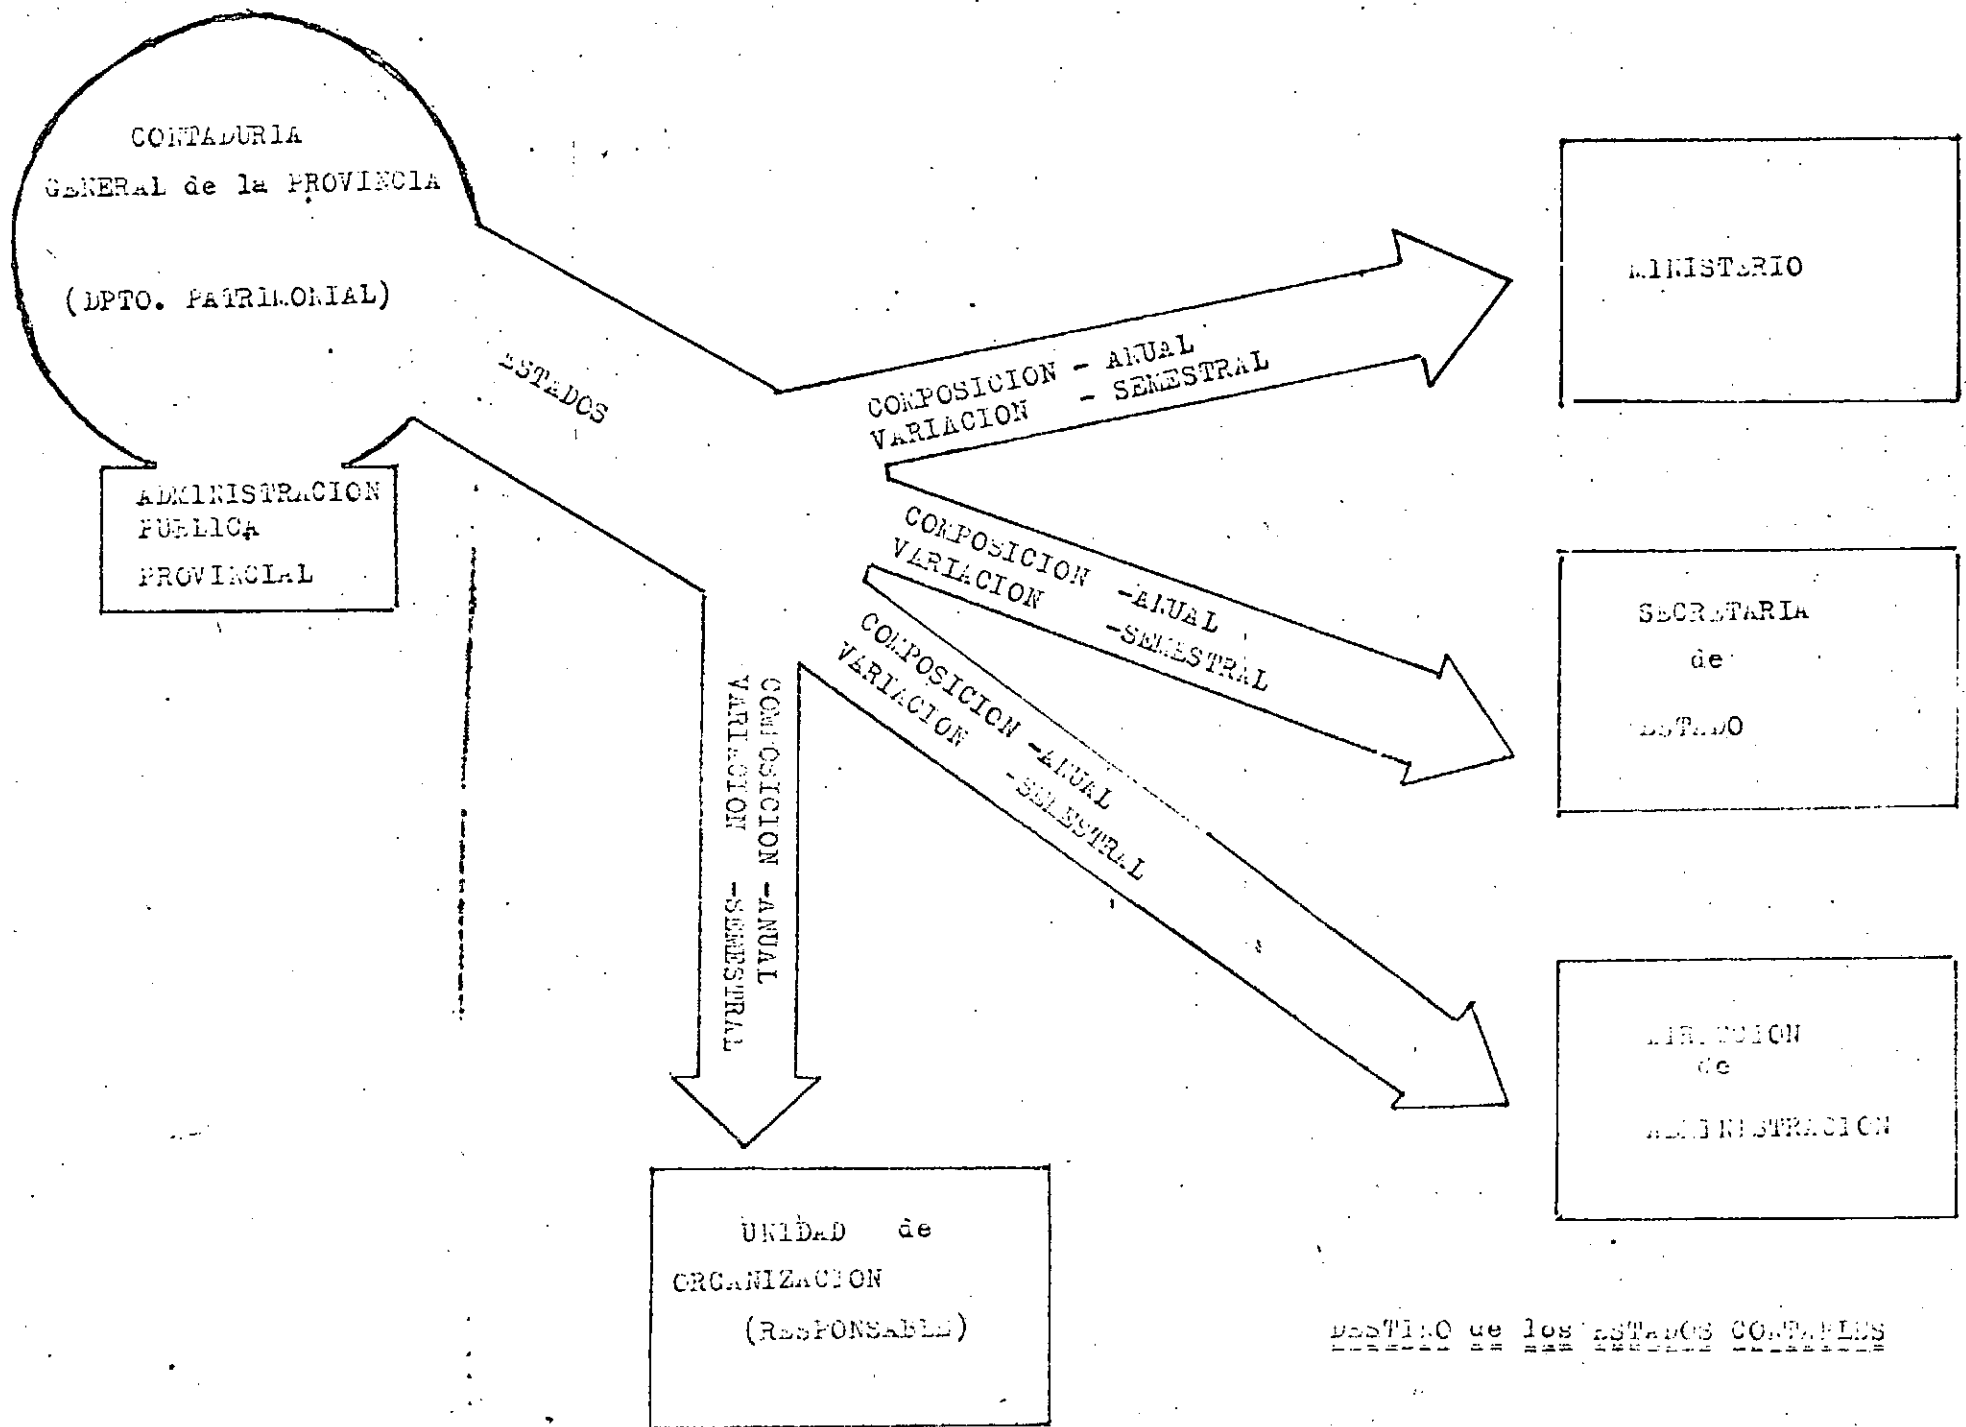 CONTADURIA
GENERAL de la PROVINCIA
(DPTO. PATRIMONIAL)
ADMINISTRACION
PUBLICA
PROVINCIAL
ESTADOS
COMPOSICION - ANUAL
VARIACION - SEMESTRAL
MINISTERIO
COMPOSICION -ANUAL
VARIACION -SEMESTRAL
SECRETARIA
de
ESTADO
COMPOSICION -ANUAL
VARIACION -SEMESTRAL
DIRECCION
de
ADMINISTRACION
COMPOSICION -ANUAL
VARIACION -SEMESTRAL
UNIDAD de
ORGANIZACION
(RESPONSABLE)
DESTINO de los ESTADOS CONTABLES